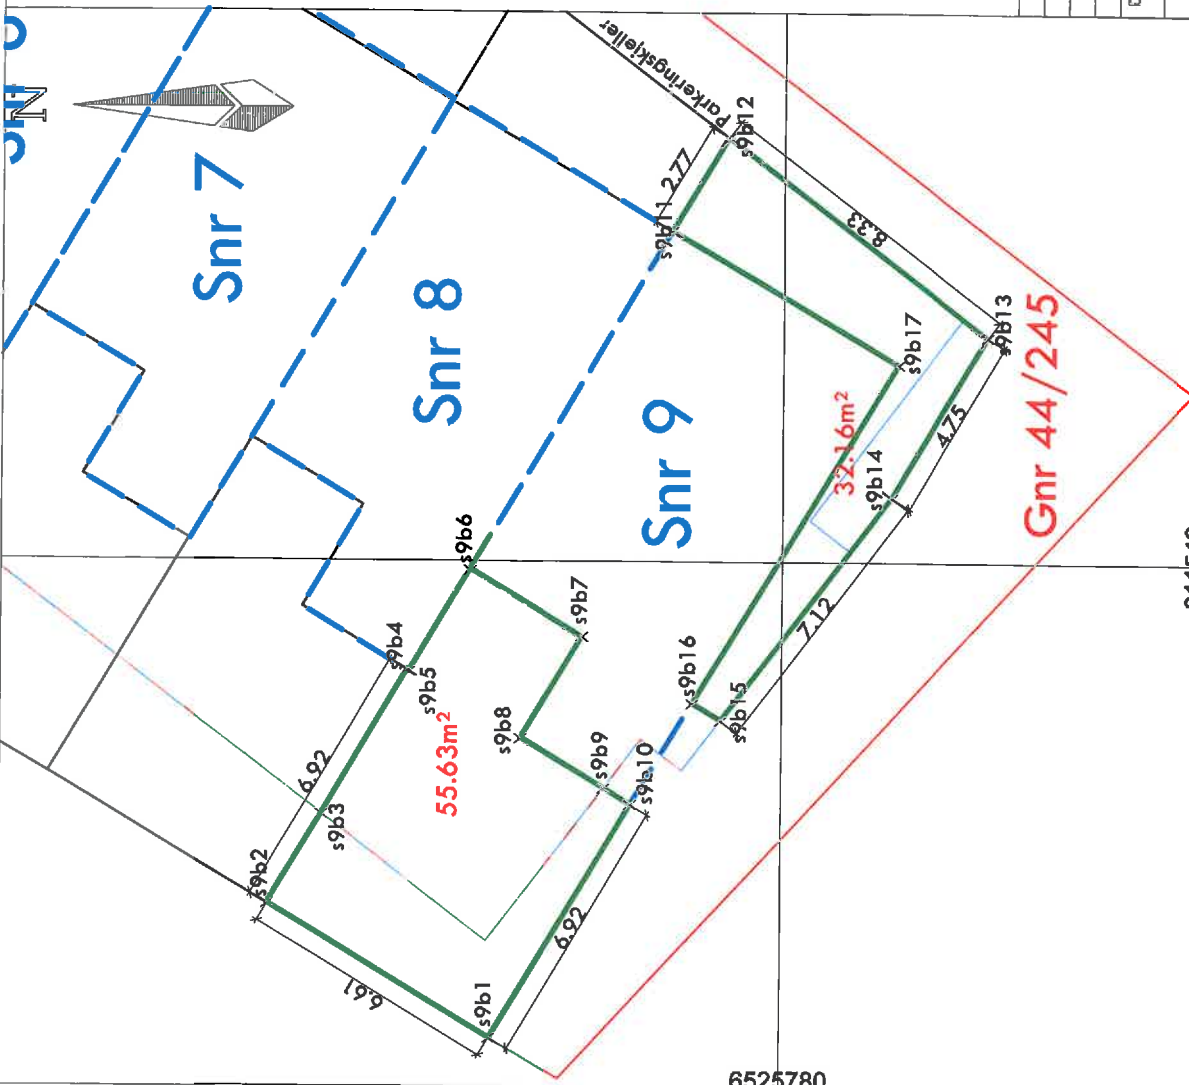 N
Snr 7
Snr 8
Snr 9
Parkeringskjeller
s9b12
2.77
s9b11
8.33
s9b13
s9b17
Gnr 44/245
4.75
32.16m²
s9b14
s9b6
s9b7
7.12
s9b4
s9b5
s9b16
s9b15
55.63m²
s9b8
s9b9
s9b10
6.92
s9b3
s9b2
6.92
6.61
s9b1
6525780